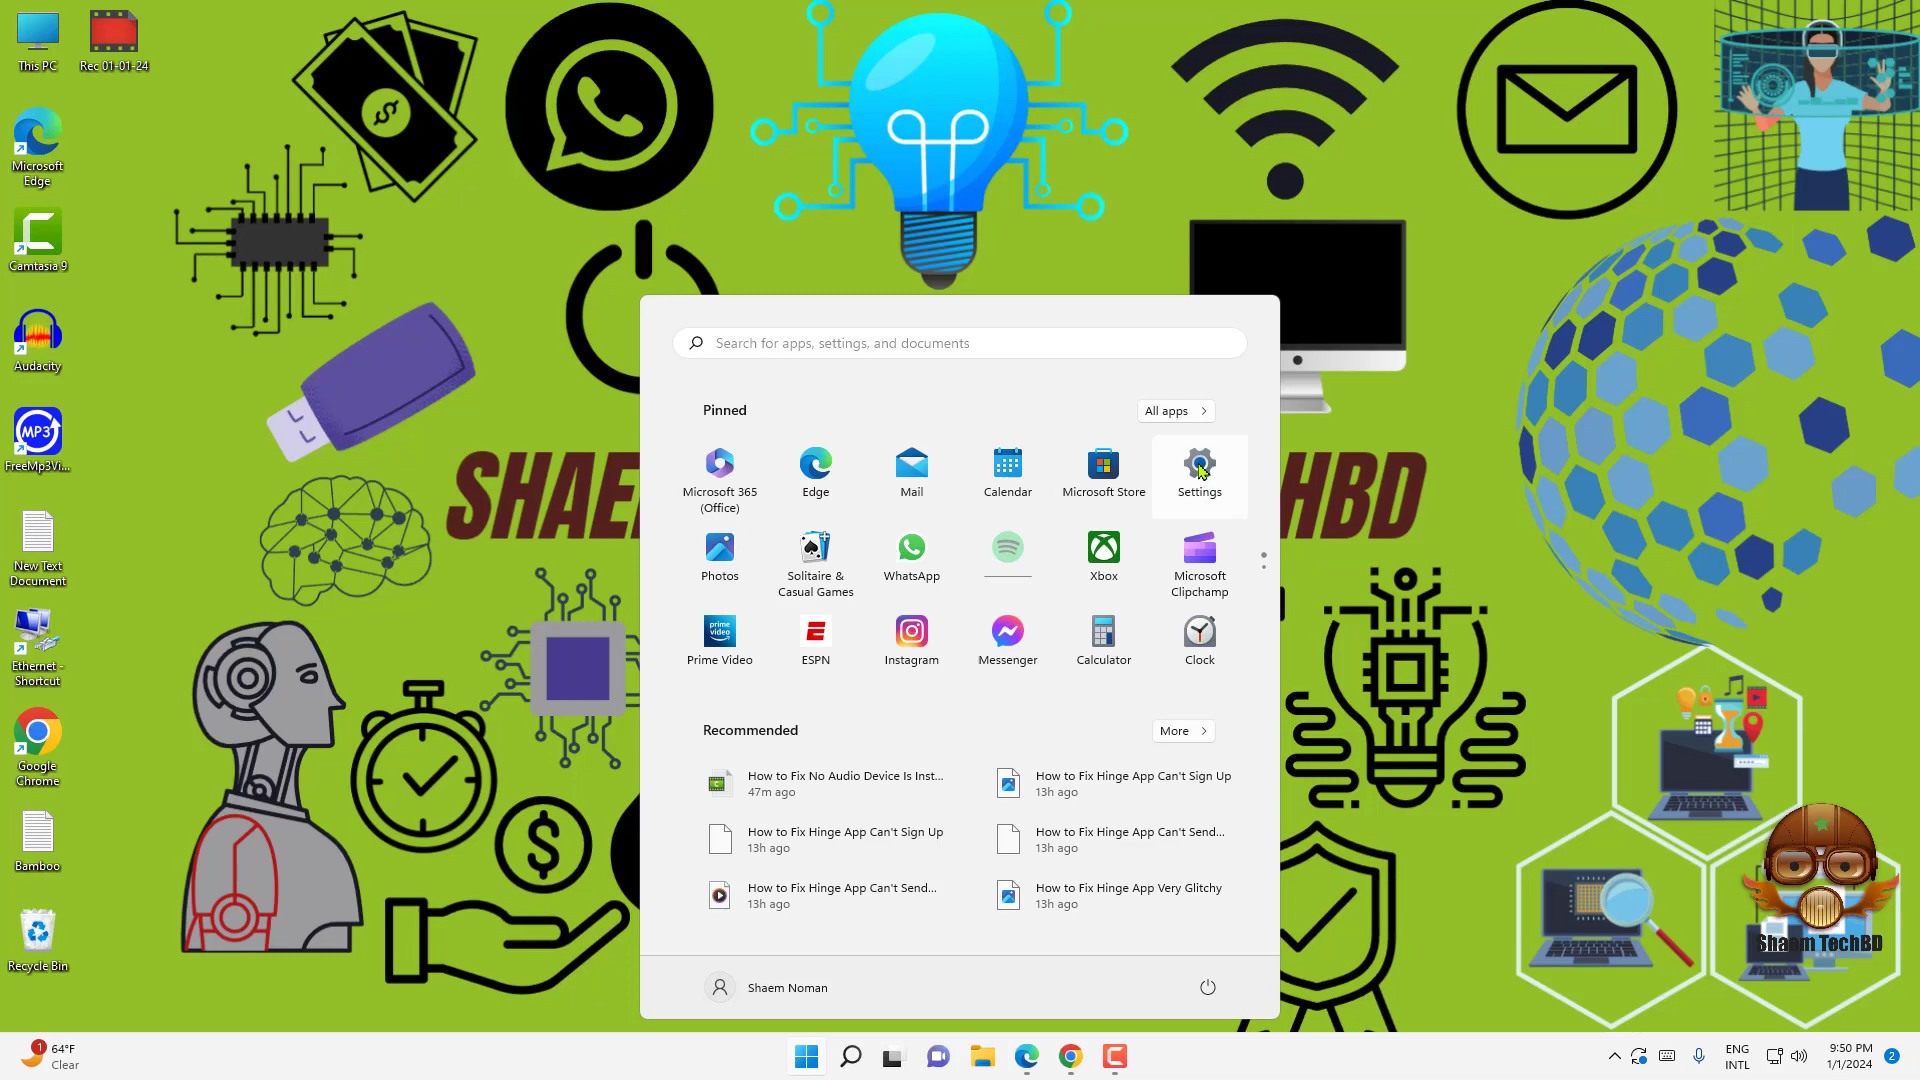 This PC
Rec 01-01-24
Microsoft
Edge
Camtasia 9
Audacity
MP3
FreeMp3Vi...
New Text
Document
Ethernet -
Shortcut
Google
Chrome
Bamboo
Recycle Bin
SHAE
HBD
Search for apps, settings, and documents
Pinned
All apps
Microsoft 365
(Office)
Edge
Mail
Calendar
Microsoft Store
Settings
Photos
Solitaire &
Casual Games
WhatsApp
Xbox
Microsoft
Clipchamp
prime
video
Prime Video
ESPN
Instagram
Messenger
Calculator
Clock
Recommended
More
How to Fix No Audio Device Is Inst...
47m ago
How to Fix Hinge App Can't Sign Up
13h ago
How to Fix Hinge App Can't Sign Up
13h ago
How to Fix Hinge App Can't Send...
13h ago
How to Fix Hinge App Can't Send...
13h ago
How to Fix Hinge App Very Glitchy
13h ago
Shaem Noman
Shaem TechBD
1
64°F
Clear
ENG
INTL
9:50 PM
1/1/2024
2